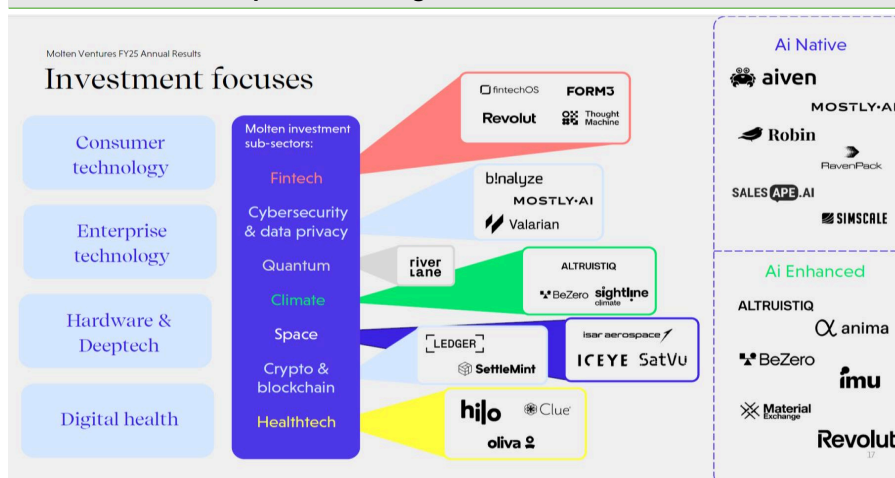 Molten Ventures FY25 Annual Results
Investment focuses
Consumer
technology
Enterprise
technology
Hardware &
Deeptech
Digital health
Molten investment
sub-sectors:
Fintech
Cybersecurity
& data privacy
Quantum
Climate
Space
Crypto &
blockchain
Healthtech
fintechOS
FORM3
Revolut
Thought
Machine
b!nalyze
MOSTLY•AI
Valarian
river
Lane
ALTRUISTIQ
BeZero
sightl!ne
climate
isar aerospace
ICEYE SatVu
LEDGER
SettleMint
hilo
Clue
oliva
Ai Native
aiven
MOSTLY•AI
Robin
RavenPack
SALES APE.AI
SIMSCALE
Ai Enhanced
ALTRUISTIQ
anima
BeZero
imu
Material
Exchange
Revolut
17